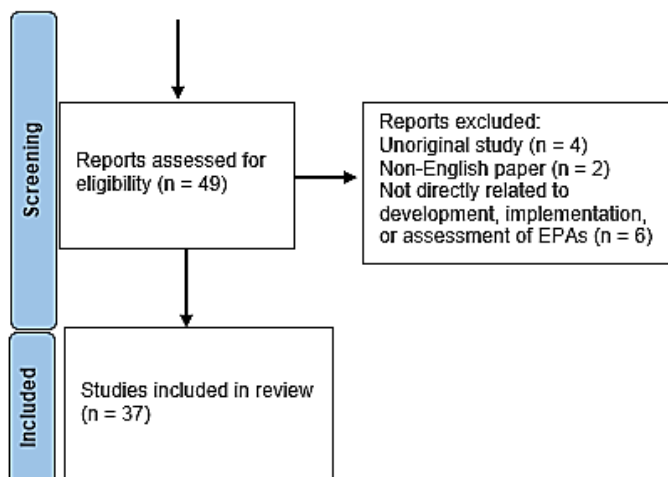 Screening
Reports assessed for
eligibility (n = 49)
Reports excluded:
Unoriginal study (n = 4)
Non-English paper (n = 2)
Not directly related to
development, implementation,
or assessment of EPAs (n = 6)
Included
Studies included in review
(n = 37)